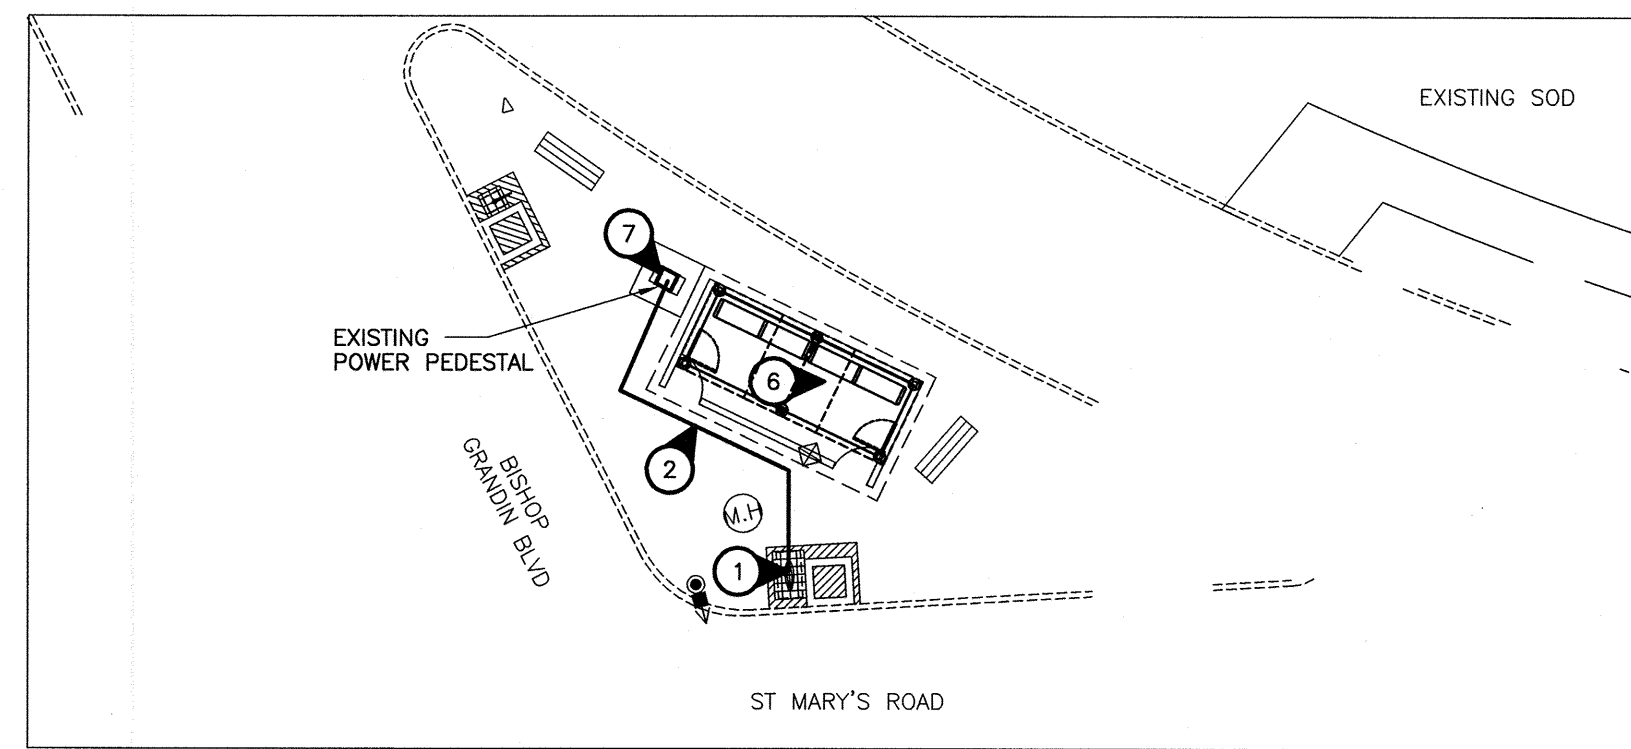 EXISTING SOD
7
EXISTING
POWER PEDESTAL
6
2
BISHOP
GRANDIN BLVD
M.H
1
ST MARY'S ROAD